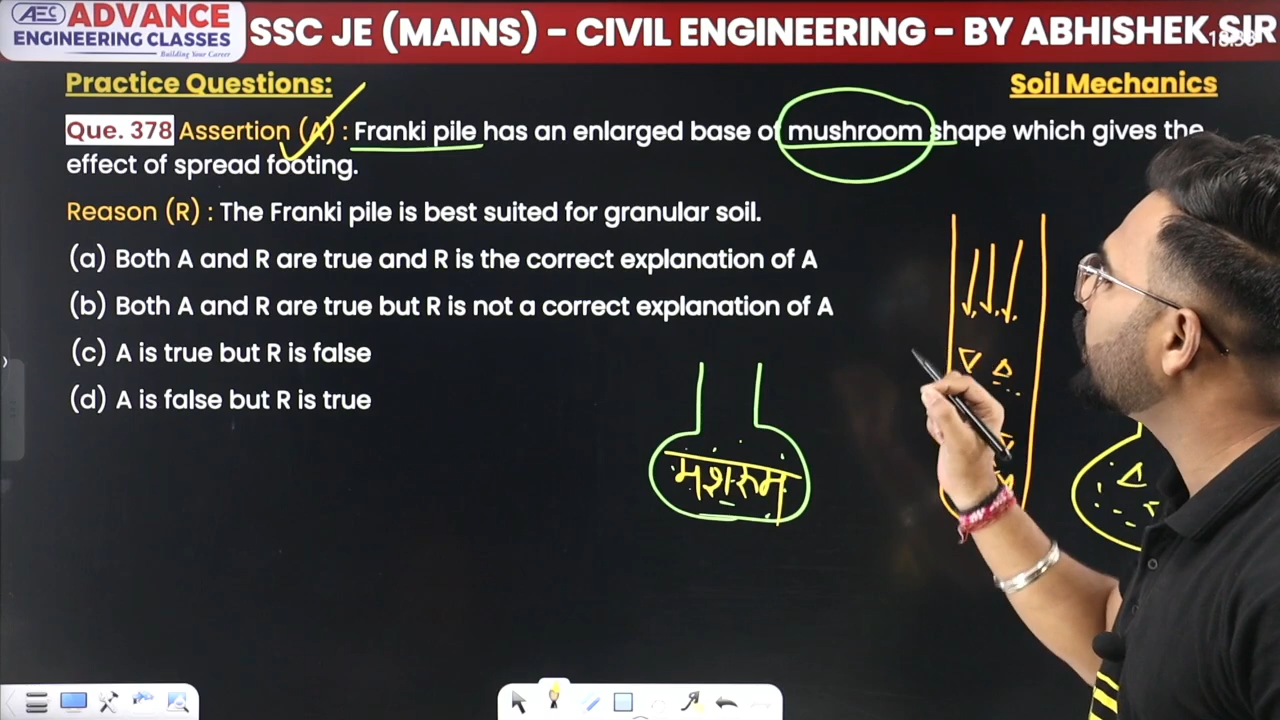 AEC ADVANCE
ENGINEERING CLASSES
Building Your Career
SSC JE (MAINS) - CIVIL ENGINEERING - BY ABHISHEK SIR
Practice Questions:
Soil Mechanics
Que. 378 Assertion (A) : Franki pile has an enlarged base of mushroom shape which gives the
effect of spread footing.
Reason (R) : The Franki pile is best suited for granular soil.
(a) Both A and R are true and R is the correct explanation of A
(b) Both A and R are true but R is not a correct explanation of A
(c) A is true but R is false
(d) A is false but R is true
मशरुम